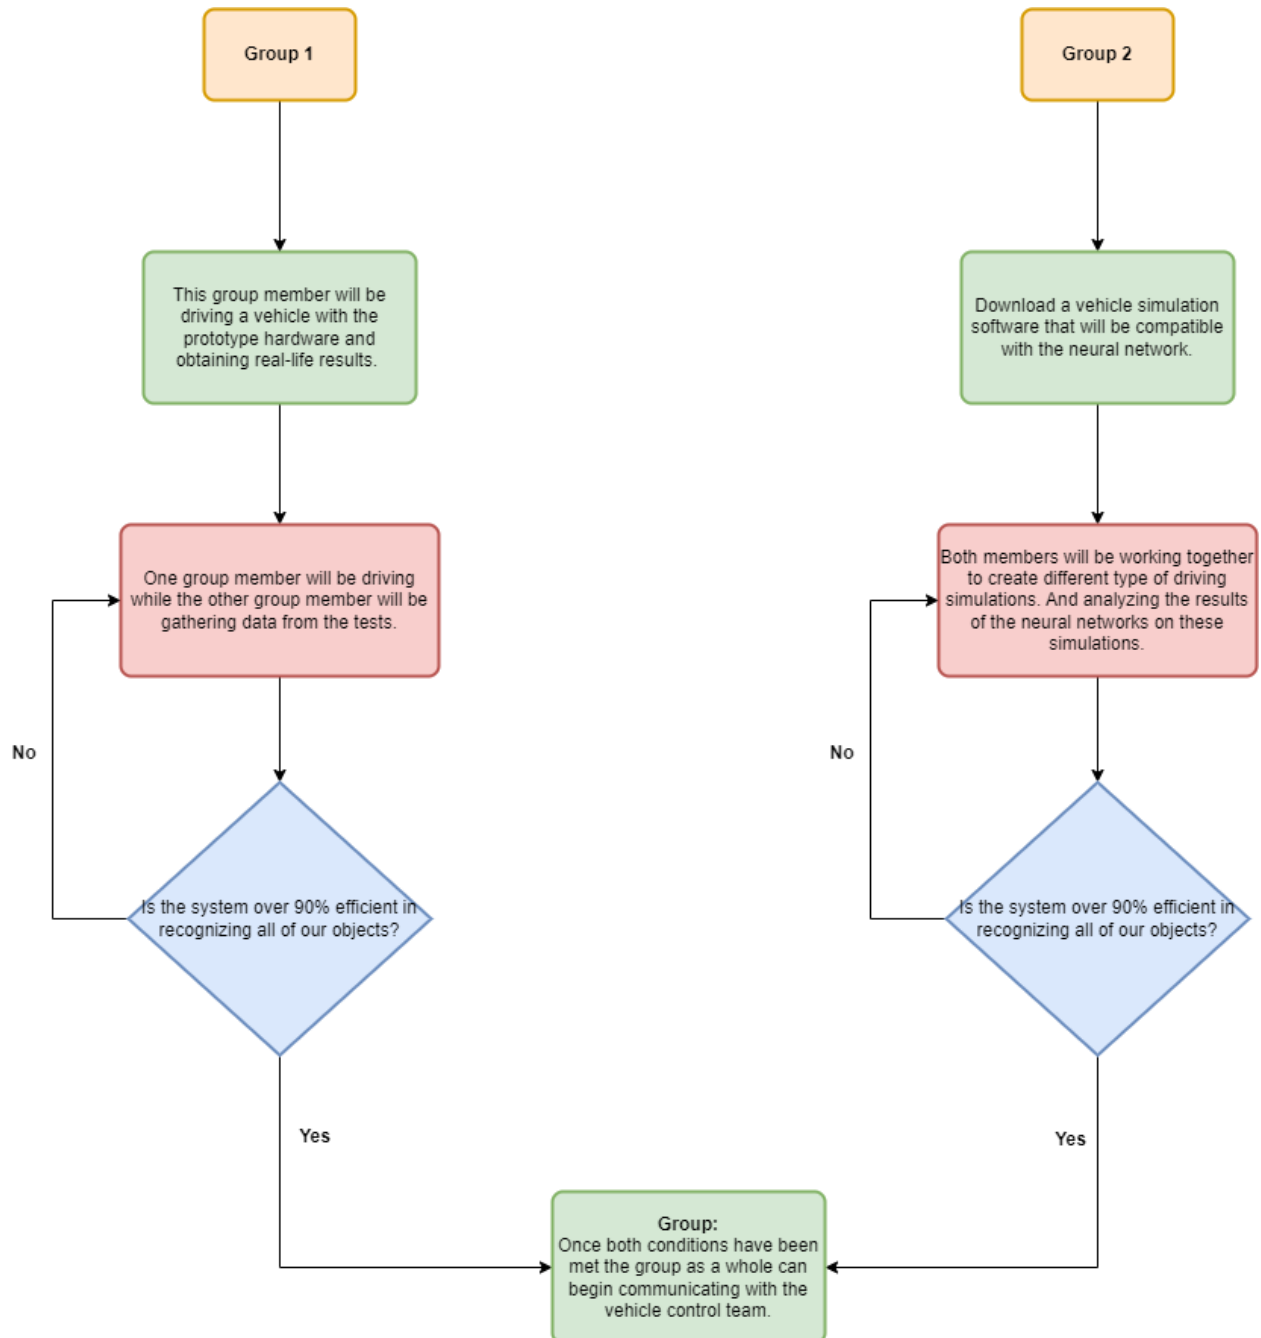 Group 1
Group 2
This group member will be
driving a vehicle with the
prototype hardware and
obtaining real-life results.
Download a vehicle simulation
software that will be compatible
with the neural network.
One group member will be driving
while the other group member will be
gathering data from the tests.
Both members will be working together
to create different type of driving
simulations. And analyzing the results
of the neural networks on these
simulations.
No
No
Is the system over 90% efficient in
recognizing all of our objects?
Is the system over 90% efficient in
recognizing all of our objects?
Yes
Yes
Group:
Once both conditions have been
met the group as a whole can
begin communicating with the
vehicle control team.